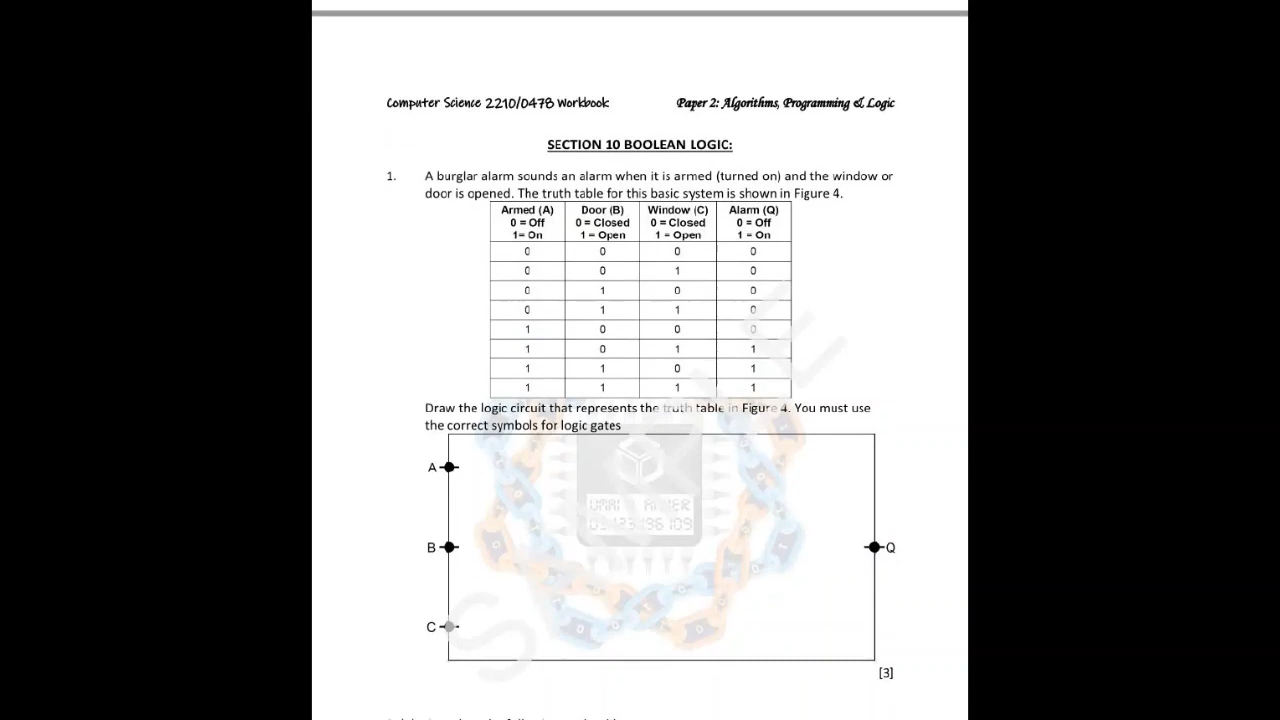 Computer Science 2210/0478 Workbook Paper 2: Algorithms, Programming & Logic
SECTION 10 BOOLEAN LOGIC:
1. A burglar alarm sounds an alarm when it is armed (turned on) and the window or
door is opened. The truth table for this basic system is shown in Figure 4.
Armed (A) Door (B) Window (C) Alarm (Q)
0 = Off 0 = Closed 0 = Closed 0 = Off
1= On 1 = Open 1 = Open 1 = On
0 0 0 0
0 0 1 0
0 1 0 0
0 1 1 0
1 0 0 0
1 0 1 1
1 1 0 1
1 1 1 1
Draw the logic circuit that represents the truth table in Figure 4. You must use
the correct symbols for logic gates
A
B Q
C
[3]